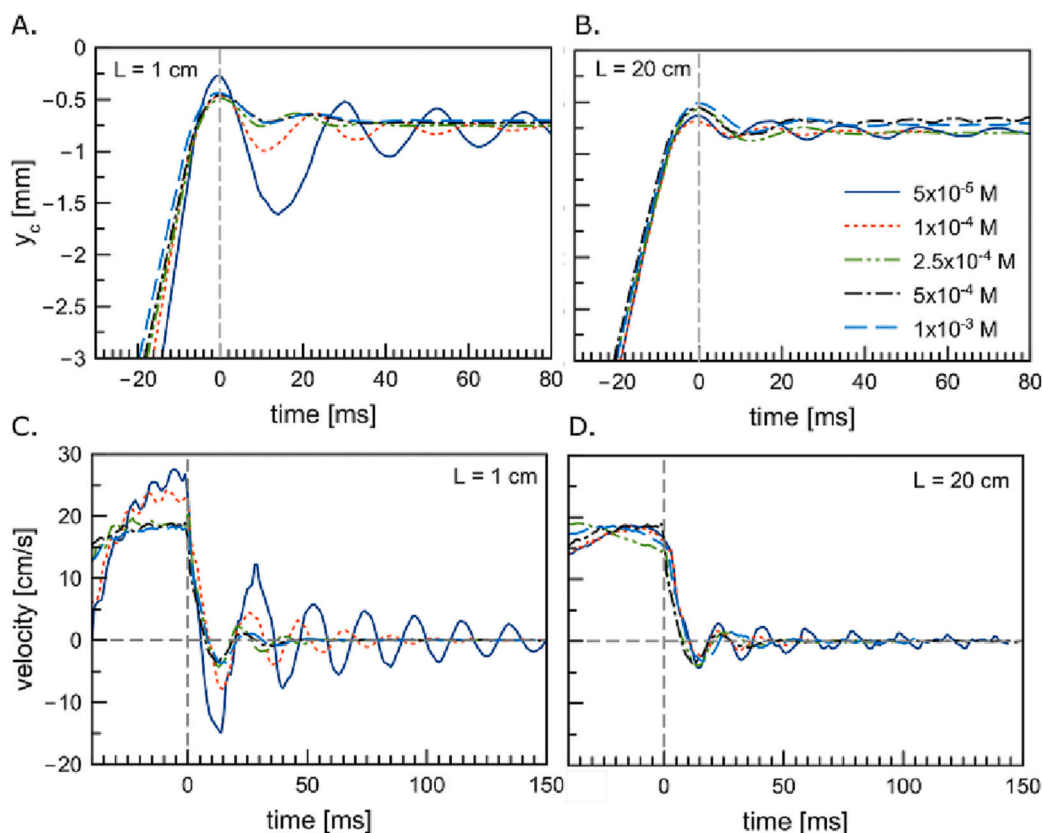 A.
B.
0
−0.5
−1
−1.5
−2
−2.5
−3
y_c [mm]
L = 1 cm
−20 0 20 40 60 80
time [ms]
L = 20 cm
5x10⁻⁵ M
1x10⁻⁴ M
2.5x10⁻⁴ M
5x10⁻⁴ M
1x10⁻³ M
−20 0 20 40 60 80
time [ms]
C.
D.
30
20
10
0
−10
−20
velocity [cm/s]
L = 1 cm
0 50 100 150
time [ms]
L = 20 cm
0 50 100 150
time [ms]